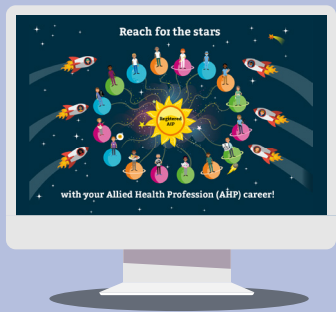 Reach for the stars
Registered
AHP
with your Allied Health Profession (AHP) career!